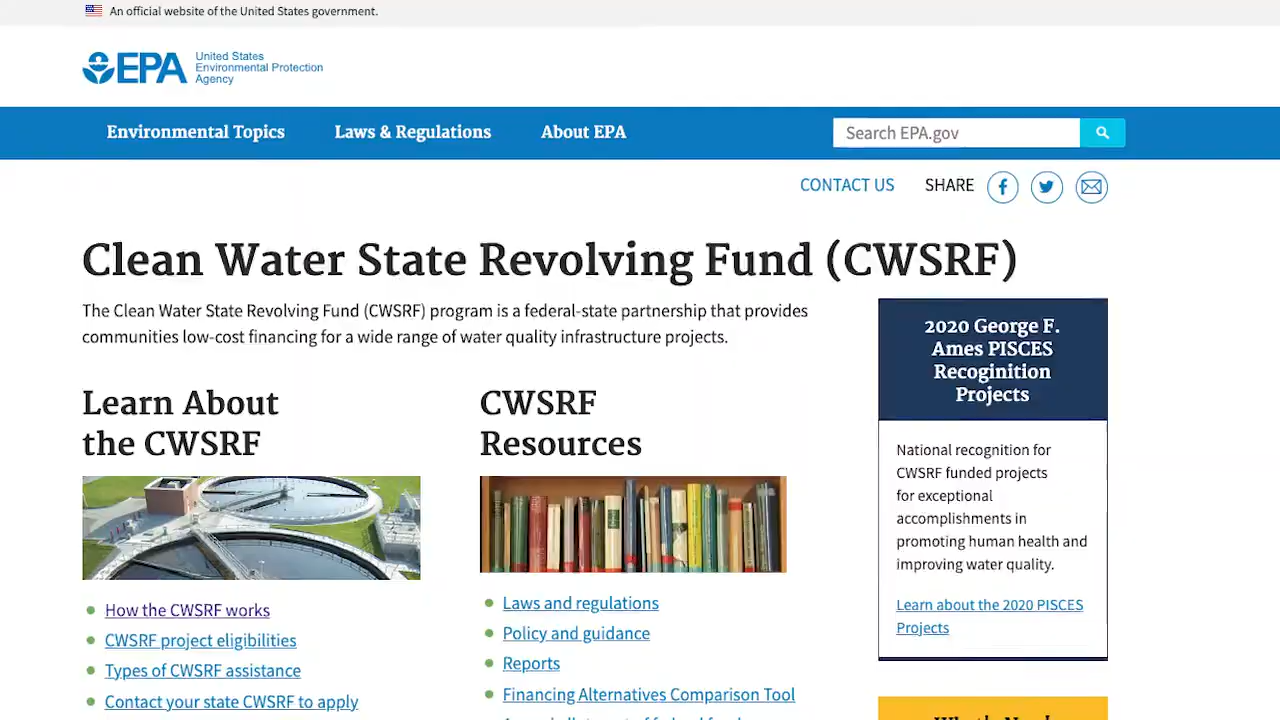 An official website of the United States government.
EPA
United States
Environmental Protection
Agency
Environmental Topics
Laws & Regulations
About EPA
Search EPA.gov
CONTACT US
SHARE
Clean Water State Revolving Fund (CWSRF)
The Clean Water State Revolving Fund (CWSRF) program is a federal-state partnership that provides
communities low-cost financing for a wide range of water quality infrastructure projects.
Learn About
the CWSRF
How the CWSRF works
CWSRF project eligibilities
Types of CWSRF assistance
Contact your state CWSRF to apply
CWSRF
Resources
Laws and regulations
Policy and guidance
Reports
Financing Alternatives Comparison Tool
2020 George F.
Ames PISCES
Recoginition
Projects
National recognition for
CWSRF funded projects
for exceptional
accomplishments in
promoting human health and
improving water quality.
Learn about the 2020 PISCES
Projects